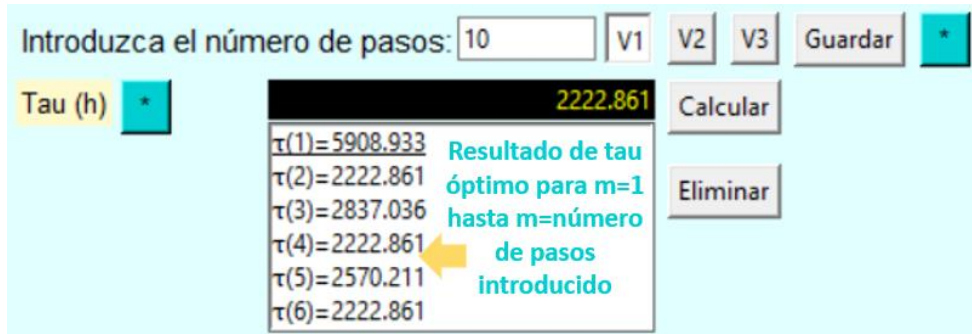 Introduzca el número de pasos: 10 V1 V2 V3 Guardar *
Tau (h) * 2222.861 Calcular
τ(1)=5908.933
τ(2)=2222.861
τ(3)=2837.036
τ(4)=2222.861
τ(5)=2570.211
τ(6)=2222.861
Resultado de tau
óptimo para m=1
hasta m=número
de pasos
introducido
Eliminar